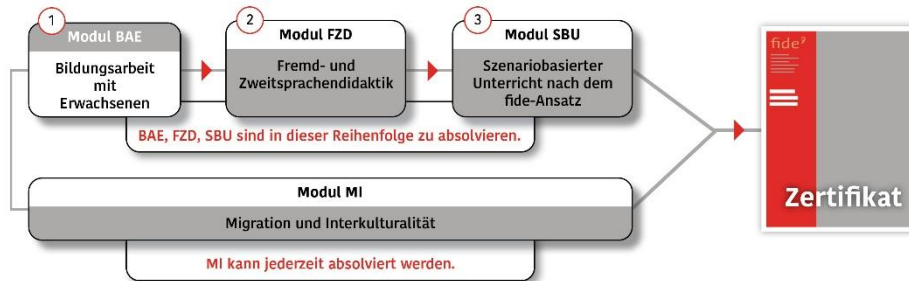 1
Modul BAE
Bildungsarbeit
mit
Erwachsenen
2
Modul FZD
Fremd- und
Zweitsprachendidaktik
3
Modul SBU
Szenariobasierter
Unterricht nach dem
fide-Ansatz
BAE, FZD, SBU sind in dieser Reihenfolge zu absolvieren.
Modul MI
Migration und Interkulturalität
MI kann jederzeit absolviert werden.
fide?
Zertifikat